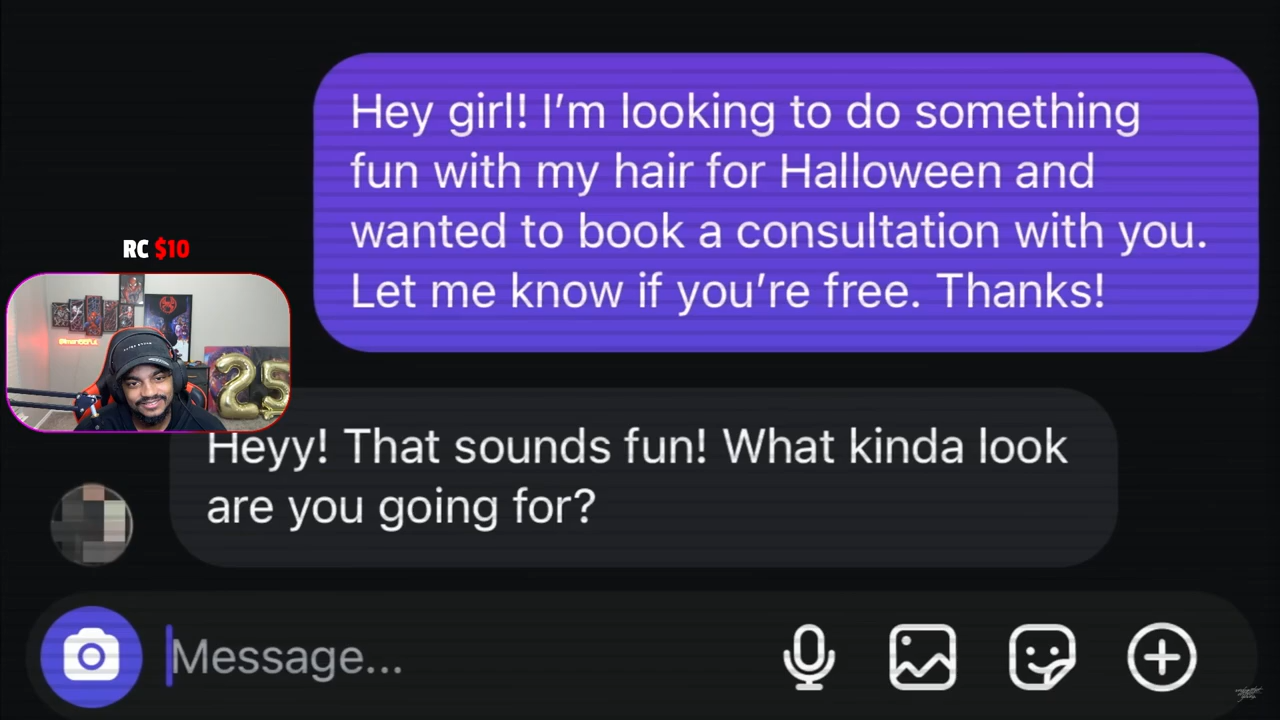 Hey girl! I’m looking to do something
fun with my hair for Halloween and
wanted to book a consultation with you.
Let me know if you’re free. Thanks!
RC $10
25
Heyy! That sounds fun! What kinda look
are you going for?
Message...